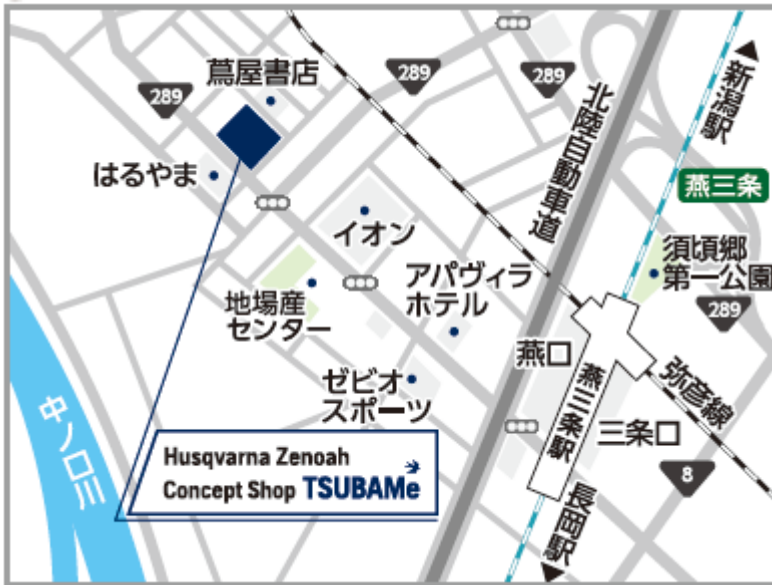 289
蔦屋書店
289
289
北陸自動車道
新潟駅
燕三条
はるやま
イオン
須頃郷
第一公園
289
地場産
センター
アパヴィラ
ホテル
燕口
燕三条駅
三条口
弥彦線
ゼビオ
スポーツ
8
中ノ口川
Husqvarna Zenoah
Concept Shop TSUBAMe
長岡駅